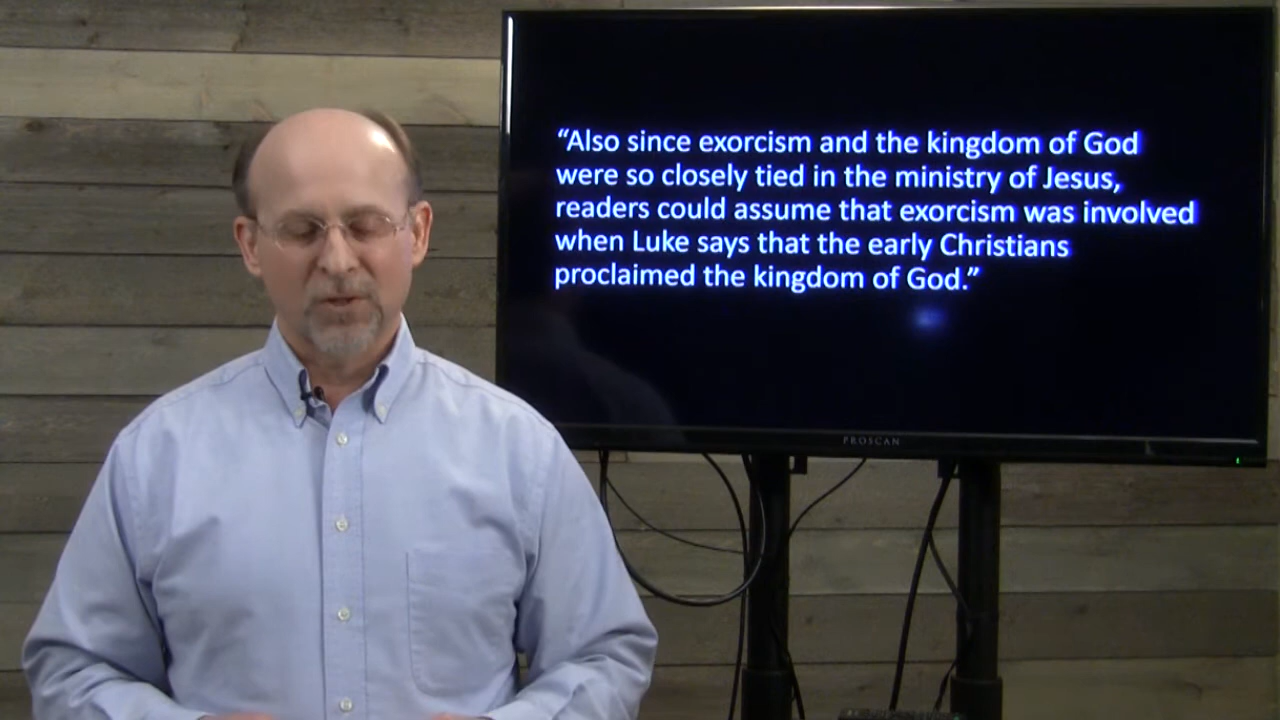 “Also since exorcism and the kingdom of God
were so closely tied in the ministry of Jesus,
readers could assume that exorcism was involved
when Luke says that the early Christians
proclaimed the kingdom of God.”
PROSCAN